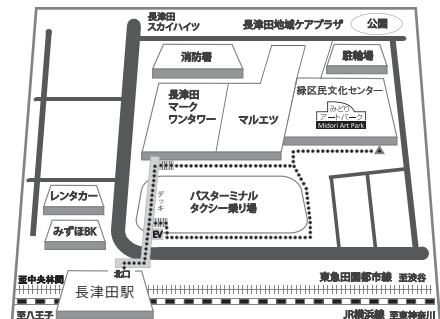 長津田
スカイハイツ
長津田地域ケアプラザ
公園
消防署
駐輪場
長津田
マーク
ワンタワー
マルエツ
緑区民文化センター
みどり
アートパーク
Midori Art Park
デッキ
バスターミナル
タクシー乗り場
レンタカー
みずほBK
EV
北口
至中央林間
長津田駅
東急田園都市線 至渋谷
至八王子
JR横浜線 至東神奈川